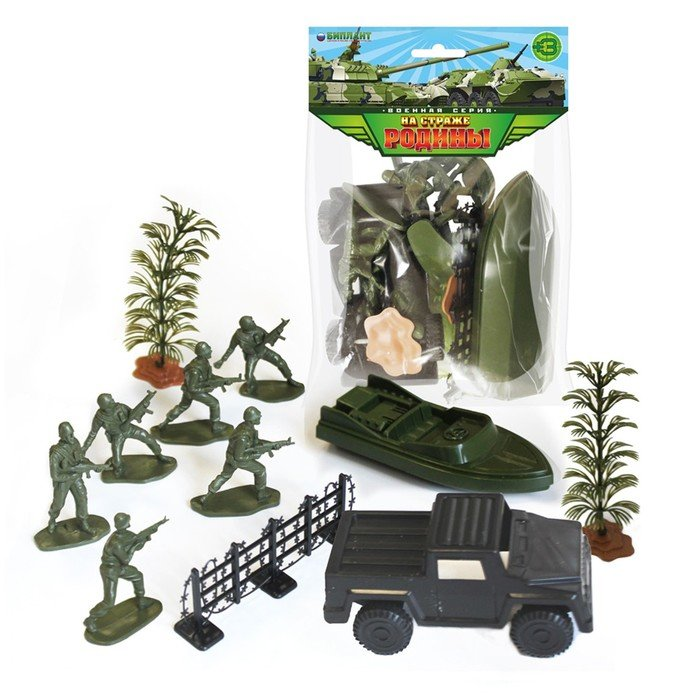 БИПЛАНТ
3
ВОЕННАЯ СЕРИЯ
НА СТРАЖЕ
РОДИНЫ